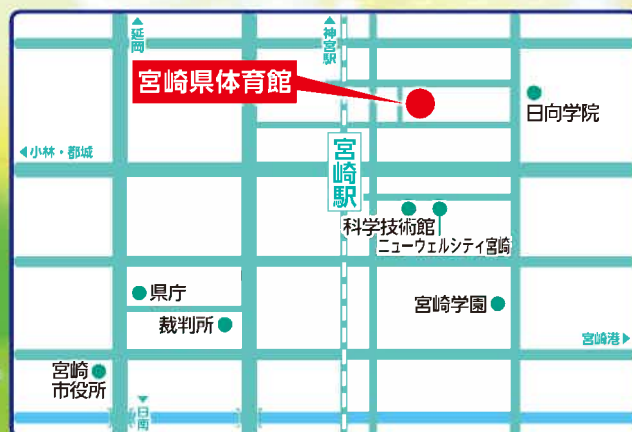 ▲延岡
▲神宮駅
宮崎県体育館
日向学院
◀小林・都城
宮崎駅
科学技術館
ニューウェルシティ宮崎
県庁
宮崎学園
裁判所
宮崎港▶
宮崎
市役所
▼日南